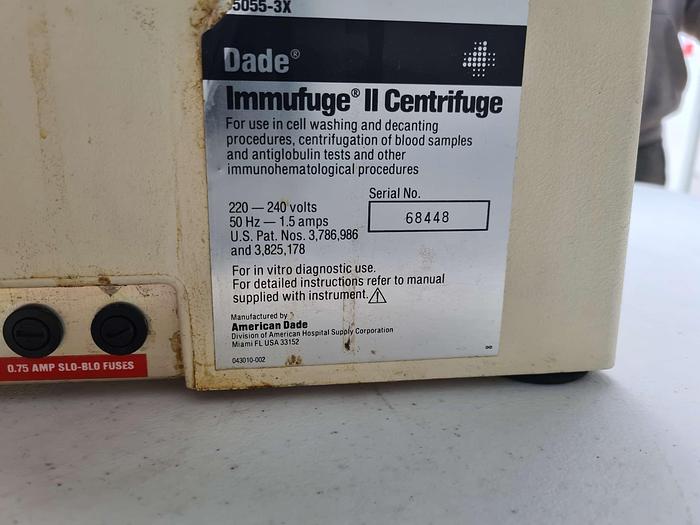 5055-3X
Dade®
Immufuge® II Centrifuge
For use in cell washing and decanting
procedures, centrifugation of blood samples
and antiglobulin tests and other
immunohematological procedures
Serial No.
68448
220 — 240 volts
50 Hz — 1.5 amps
U.S. Pat. Nos. 3,786,986
and 3,825,178
For in vitro diagnostic use.
For detailed instructions refer to manual
supplied with instrument.
Manufactured by
American Dade
Division of American Hospital Supply Corporation
Miami FL USA 33152
043010-002
0.75 AMP SLO-BLO FUSES